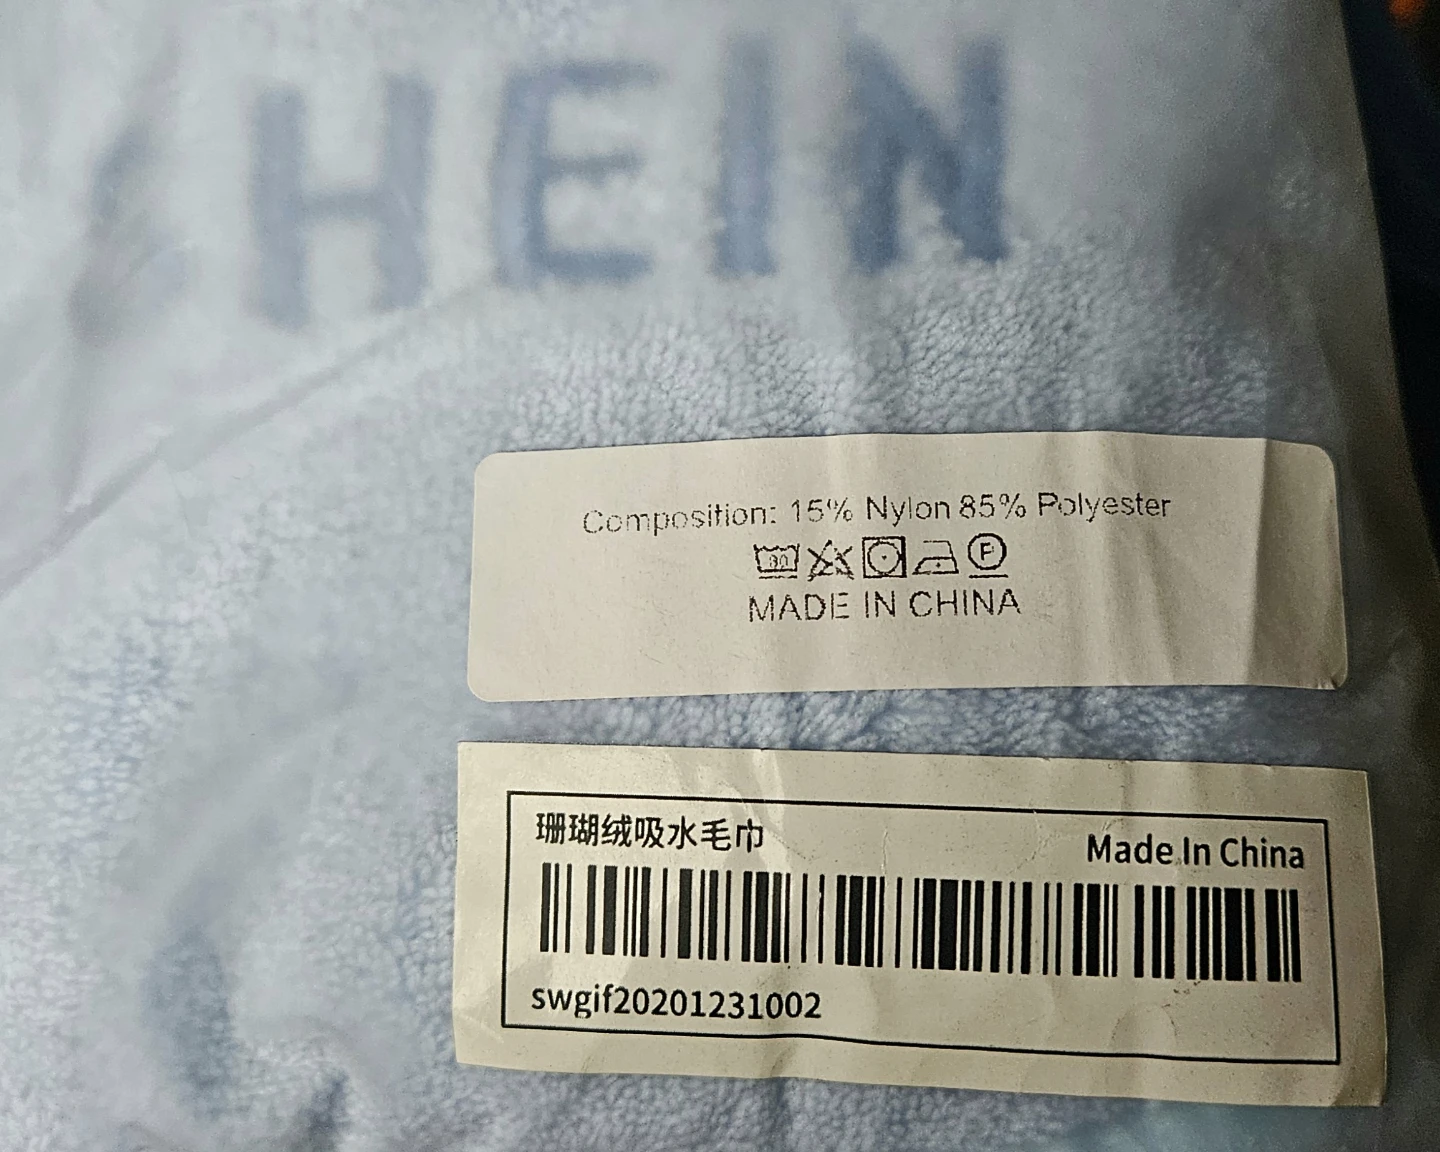 HEIN
Composition: 15% Nylon 85% Polyester
30 F
MADE IN CHINA
珊瑚绒吸水毛巾
Made In China
swgif20201231002